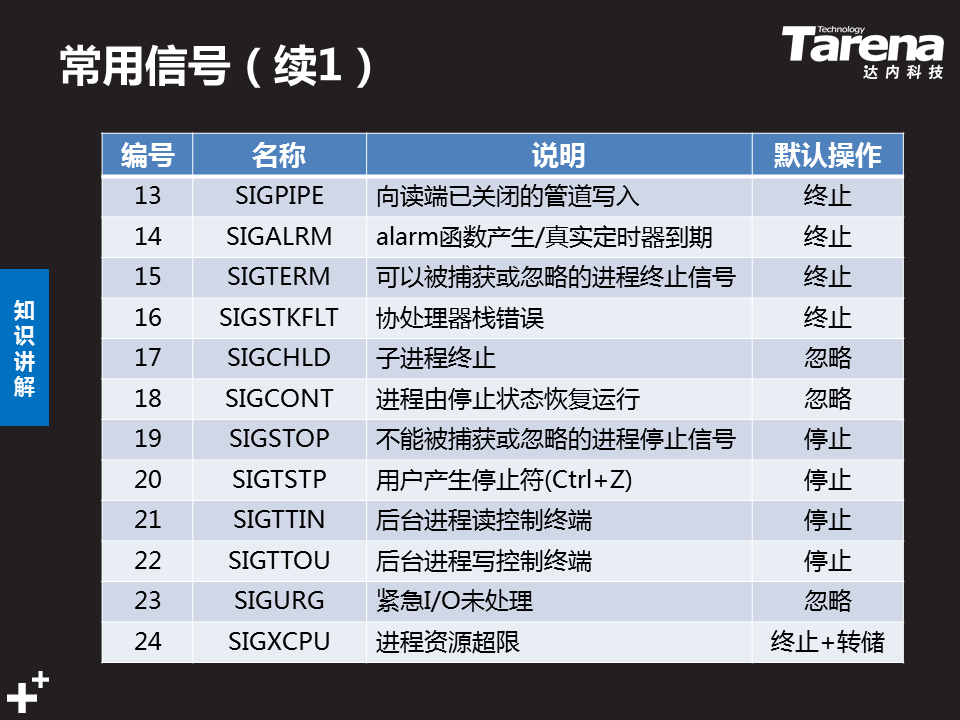 常用信号（续1）
Technology
Tarena
达内科技
编号 名称 说明 默认操作
13 SIGPIPE 向读端已关闭的管道写入 终止
14 SIGALRM alarm函数产生/真实定时器到期 终止
15 SIGTERM 可以被捕获或忽略的进程终止信号 终止
16 SIGSTKFLT 协处理器栈错误 终止
17 SIGCHLD 子进程终止 忽略
18 SIGCONT 进程由停止状态恢复运行 忽略
19 SIGSTOP 不能被捕获或忽略的进程停止信号 停止
20 SIGTSTP 用户产生停止符(Ctrl+Z) 停止
21 SIGTTIN 后台进程读控制终端 停止
22 SIGTTOU 后台进程写控制终端 停止
23 SIGURG 紧急I/O未处理 忽略
24 SIGXCPU 进程资源超限 终止+转储
知识讲解